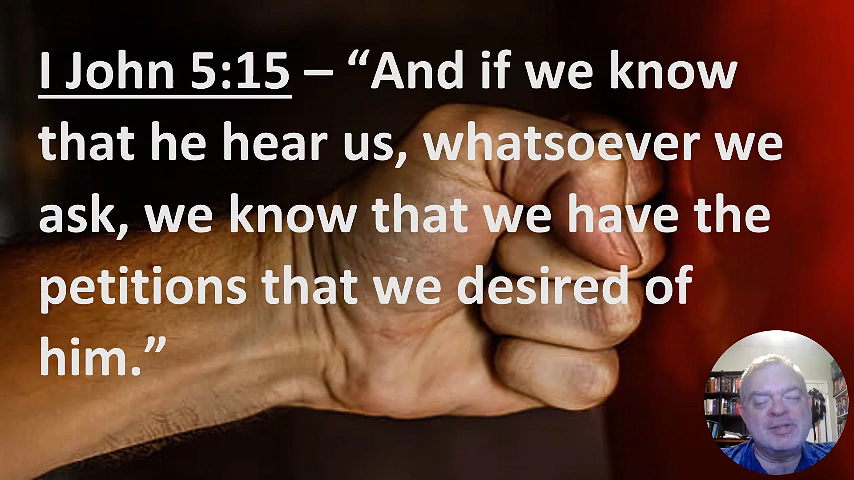 I John 5:15 – “And if we know
that he hear us, whatsoever we
ask, we know that we have the
petitions that we desired of
him.”